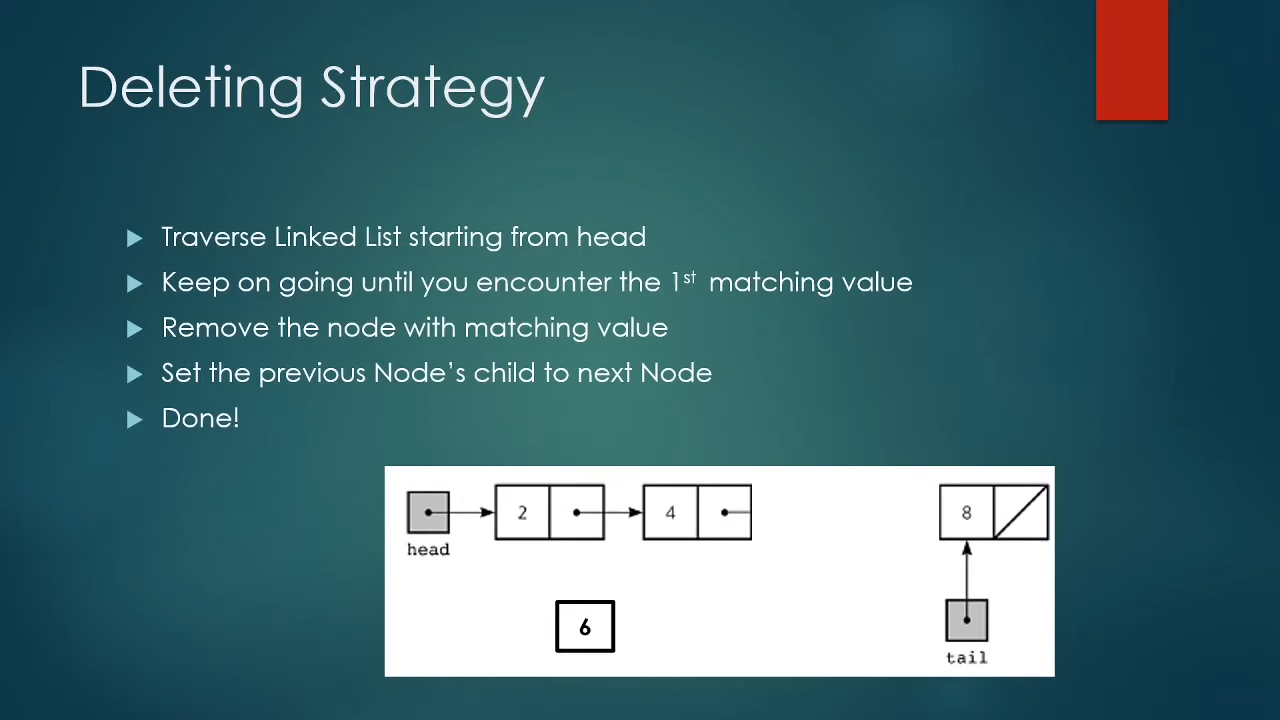 Deleting Strategy
Traverse Linked List starting from head
Keep on going until you encounter the 1st matching value
Remove the node with matching value
Set the previous Node's child to next Node
Done!
2 4 8
head
6
tail